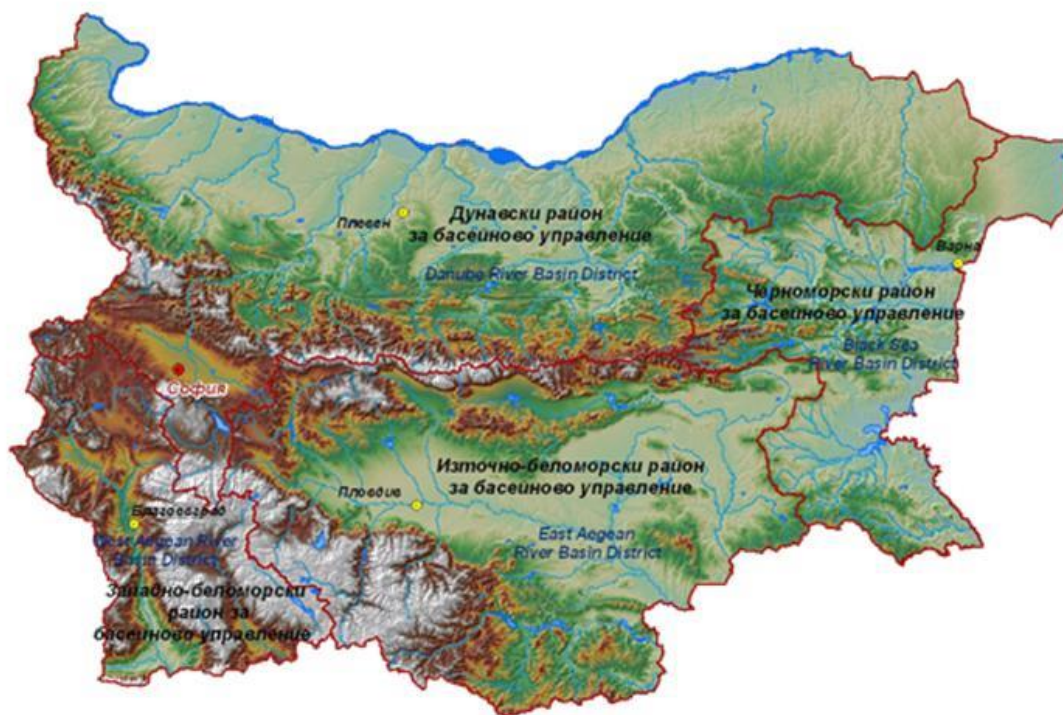 Плевен
Дунавски район
за басейново управление
Danube River Basin District
Варна
Черноморски район
за басейново управление
Black Sea
River Basin District
София
Източно-беломорски район
за басейново управление
Пловдив
East Aegean
River Basin District
Благоевград
West Aegean River
Basin District
Западно-беломорски
район за
басейново управление